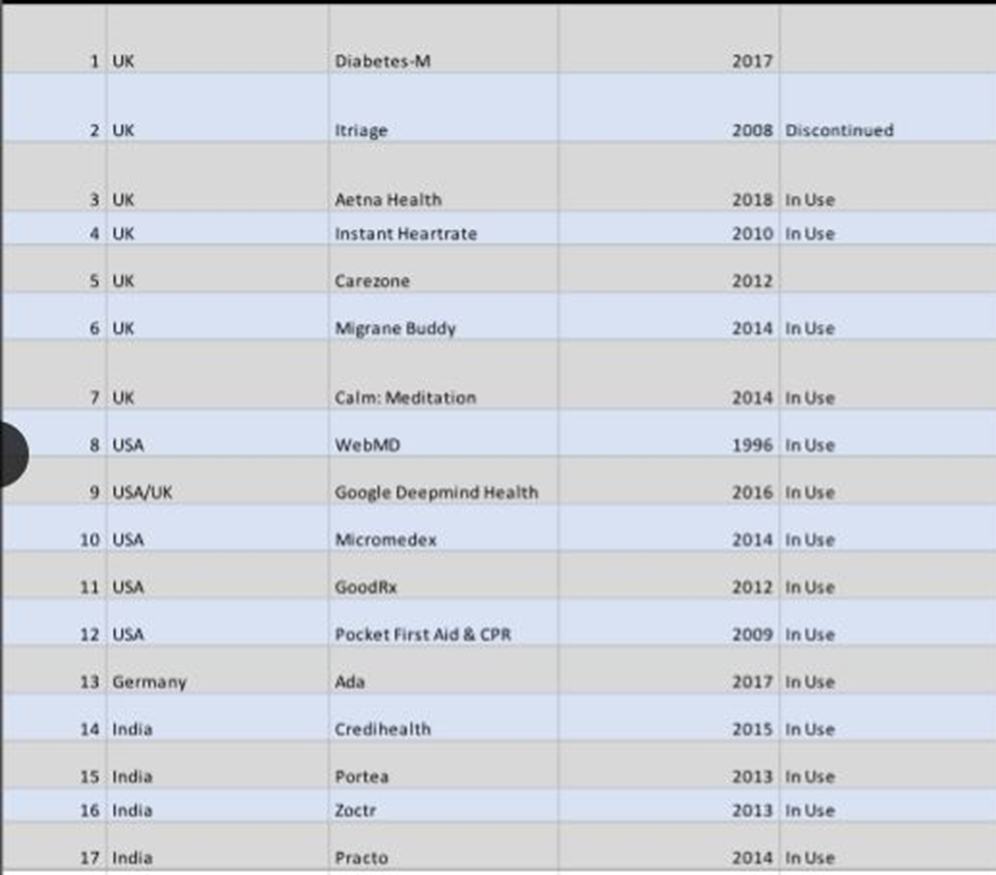 1 UK Diabetes-M 2017
2 UK Itriage 2008 Discontinued
3 UK Aetna Health 2018 In Use
4 UK Instant Heartrate 2010 In Use
5 UK Carezone 2012
6 UK Migrane Buddy 2014 In Use
7 UK Calm: Meditation 2014 In Use
8 USA WebMD 1996 In Use
9 USA/UK Google Deepmind Health 2016 In Use
10 USA Micromedex 2014 In Use
11 USA GoodRx 2012 In Use
12 USA Pocket First Aid & CPR 2009 In Use
13 Germany Ada 2017 In Use
14 India Credihealth 2015 In Use
15 India Portea 2013 In Use
16 India Zoctr 2013 In Use
17 India Practo 2014 In Use